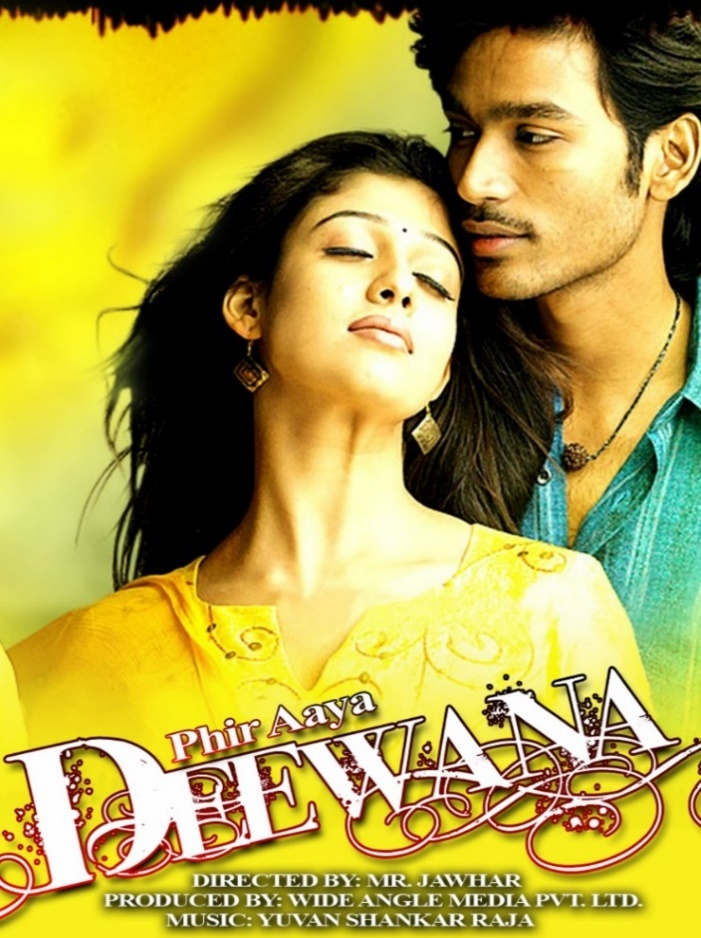 Phir Aaya
DEEWANA
DIRECTED BY: MR. JAWHAR
PRODUCED BY: WIDE ANGLE MEDIA PVT. LTD.
MUSIC: YUVAN SHANKAR RAJA